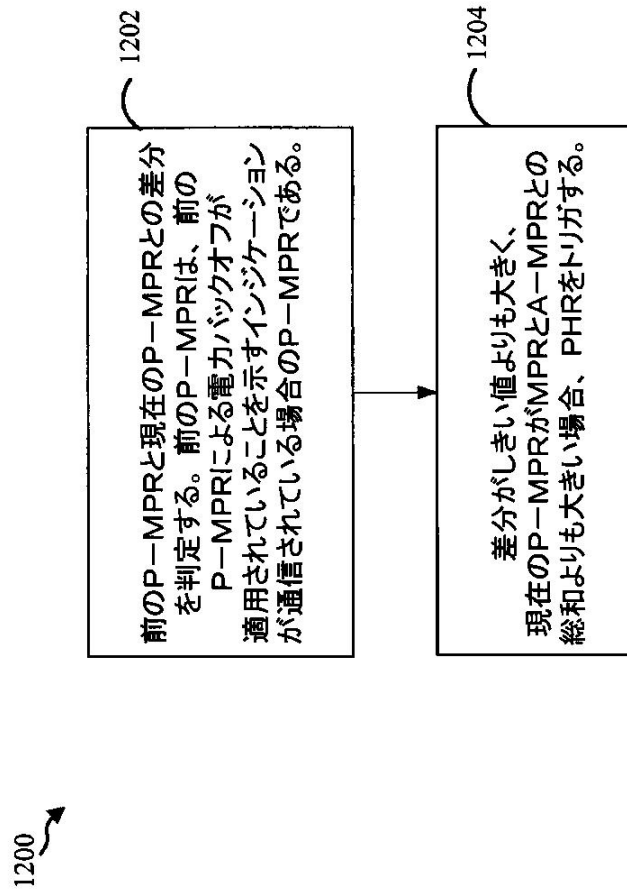 1200
1202
前のP－MPRと現在のP－MPRとの差分
を判定する。前のP－MPRは、前の
P－MPRによる電力バックオフが
適用されていることを示すインジケーション
が通信されている場合のP－MPRである。
1204
差分がしきい値よりも大きく、
現在のP－MPRがMPRとA－MPRとの
総和よりも大きい場合、PHRをトリガする。